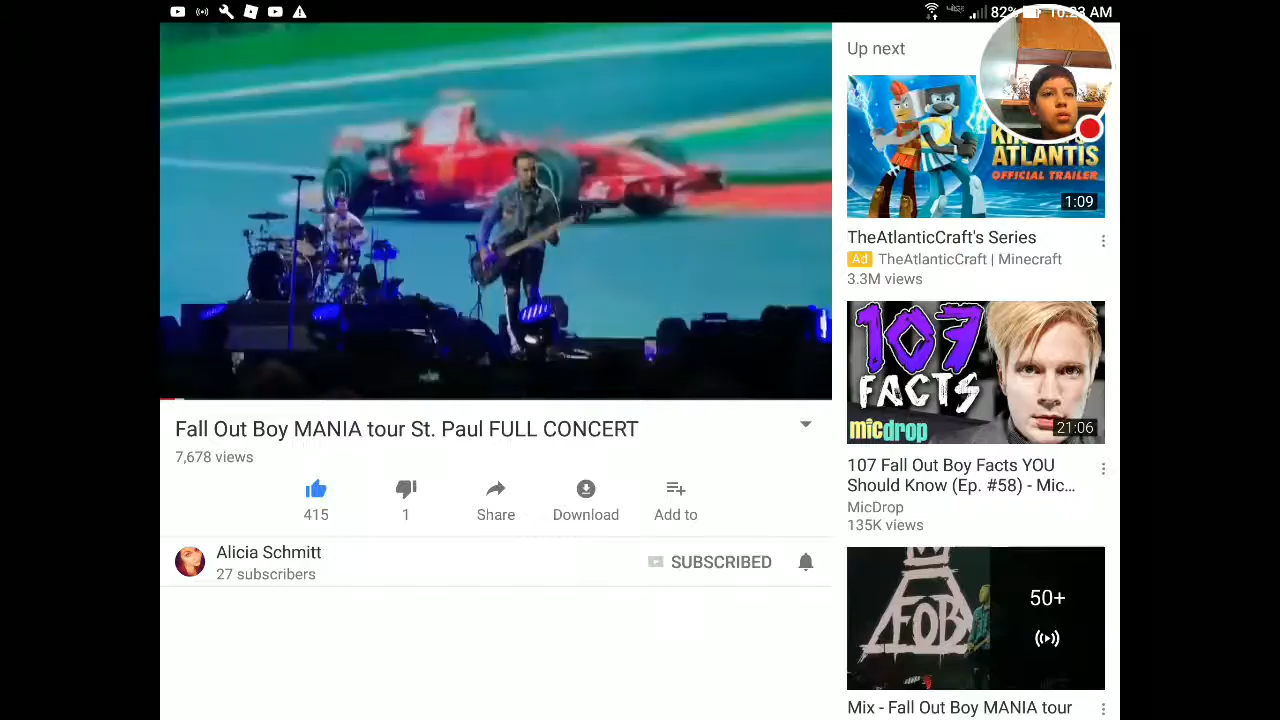 82%
10:23 AM
Up next
ATLANTIS
OFFICIAL TRAILER
1:09
TheAtlanticCraft's Series
Ad TheAtlanticCraft | Minecraft
3.3M views
107
FACTS
micdrop
21:06
107 Fall Out Boy Facts YOU
Should Know (Ep. #58) - Mic...
MicDrop
135K views
FOB
50+
Mix - Fall Out Boy MANIA tour
Fall Out Boy MANIA tour St. Paul FULL CONCERT
7,678 views
415
1
Share
Download
Add to
Alicia Schmitt
27 subscribers
SUBSCRIBED